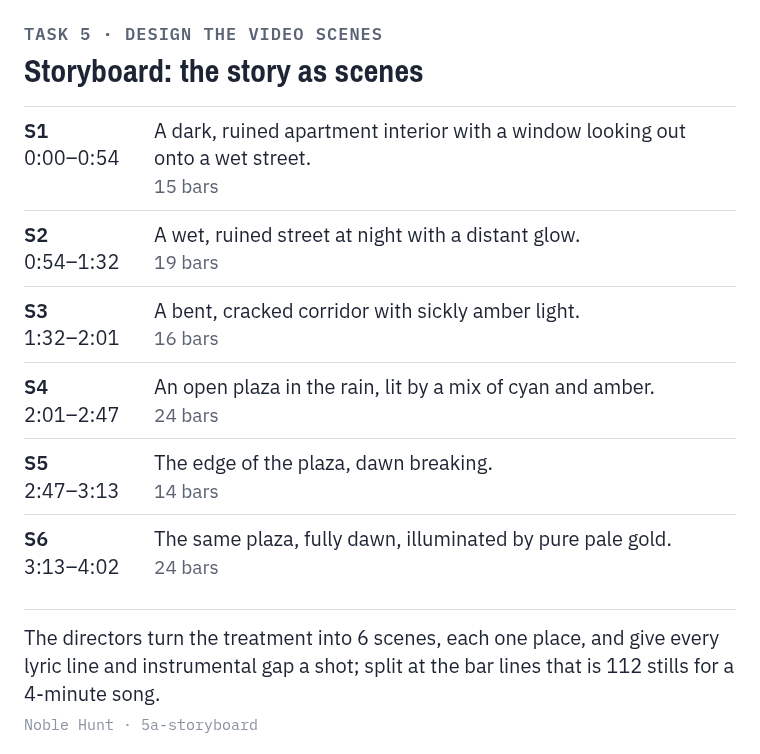 TASK 5 · DESIGN THE VIDEO SCENES
Storyboard: the story as scenes
S1
0:00–0:54
A dark, ruined apartment interior with a window looking out
onto a wet street.
15 bars
S2
0:54–1:32
A wet, ruined street at night with a distant glow.
19 bars
S3
1:32–2:01
A bent, cracked corridor with sickly amber light.
16 bars
S4
2:01–2:47
An open plaza in the rain, lit by a mix of cyan and amber.
24 bars
S5
2:47–3:13
The edge of the plaza, dawn breaking.
14 bars
S6
3:13–4:02
The same plaza, fully dawn, illuminated by pure pale gold.
24 bars
The directors turn the treatment into 6 scenes, each one place, and give every
lyric line and instrumental gap a shot; split at the bar lines that is 112 stills for a
4-minute song.
Noble Hunt · 5a-storyboard